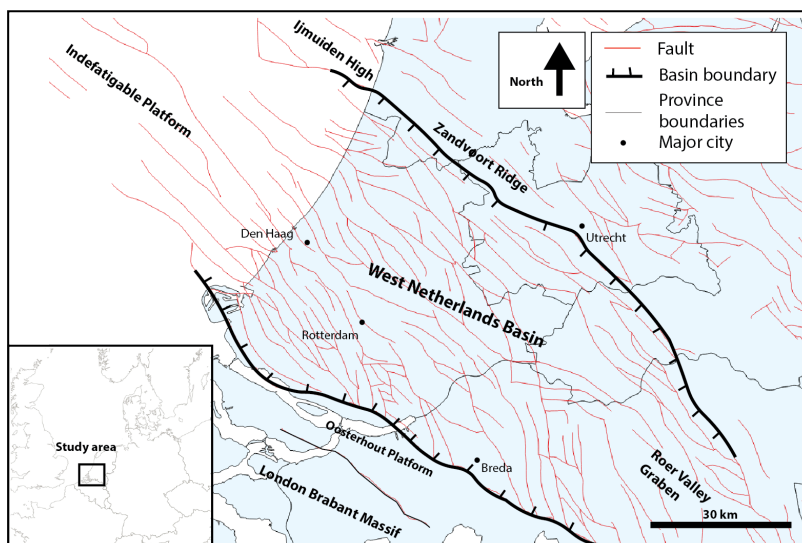 Ijmuiden High
Indefatigable Platform
North
Fault
Basin boundary
Province
boundaries
Major city
Zandvoort Ridge
Den Haag
Utrecht
West Netherlands Basin
Rotterdam
Study area
Oosterhout Platform
Breda
London Brabant Massif
Roer Valley
Graben
30 km